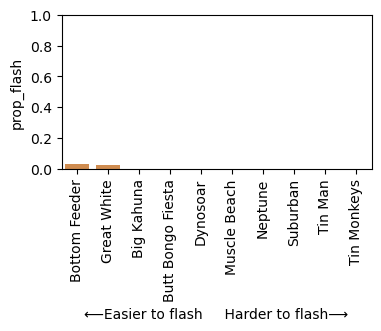 1.0
0.8
0.6
0.4
0.2
0.0
prop_flash
Bottom Feeder
Great White
Big Kahuna
Butt Bongo Fiesta
Dynosoar
Muscle Beach
Neptune
Suburban
Tin Man
Tin Monkeys
⟵Easier to flash Harder to flash⟶